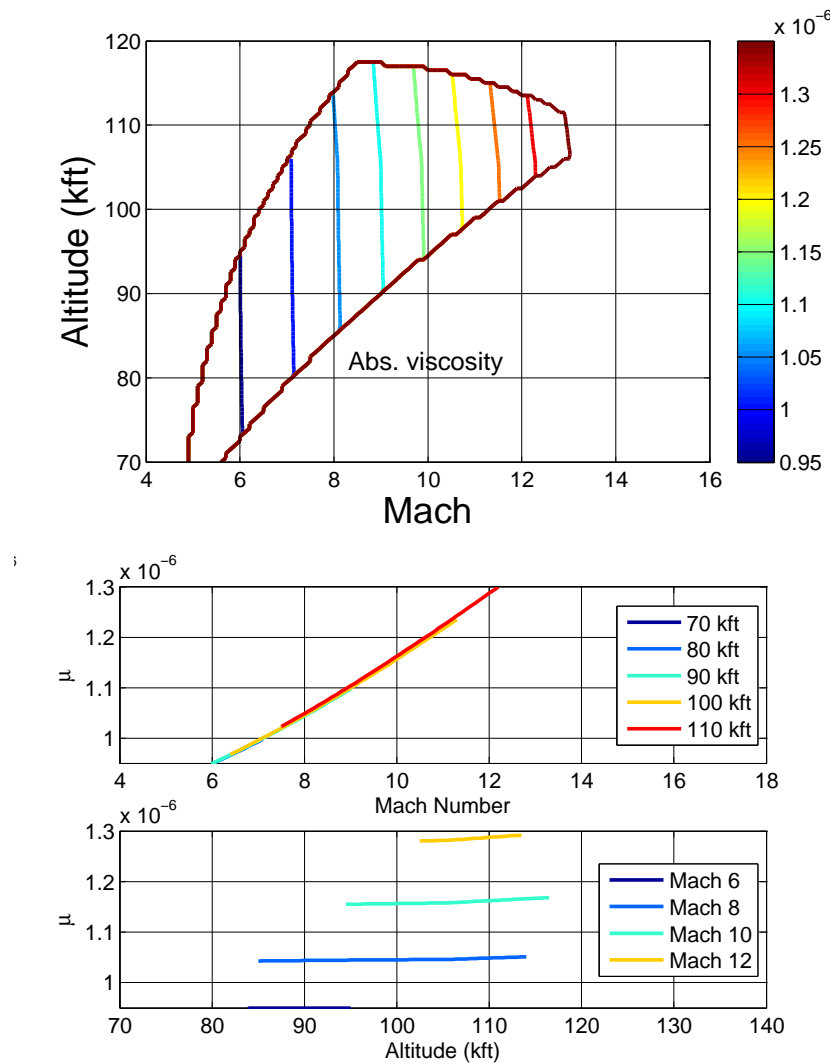 x 10⁻⁶
120
110
100
90
80
70
Altitude (kft)
4 6 8 10 12 14 16
Mach
Abs. viscosity
1.3
1.25
1.2
1.15
1.1
1.05
1
0.95
6
x 10⁻⁶
1.3
1.2
1.1
1
μ
4 6 8 10 12 14 16 18
Mach Number
70 kft
80 kft
90 kft
100 kft
110 kft
x 10⁻⁶
1.3
1.2
1.1
1
μ
70 80 90 100 110 120 130 140
Altitude (kft)
Mach 6
Mach 8
Mach 10
Mach 12